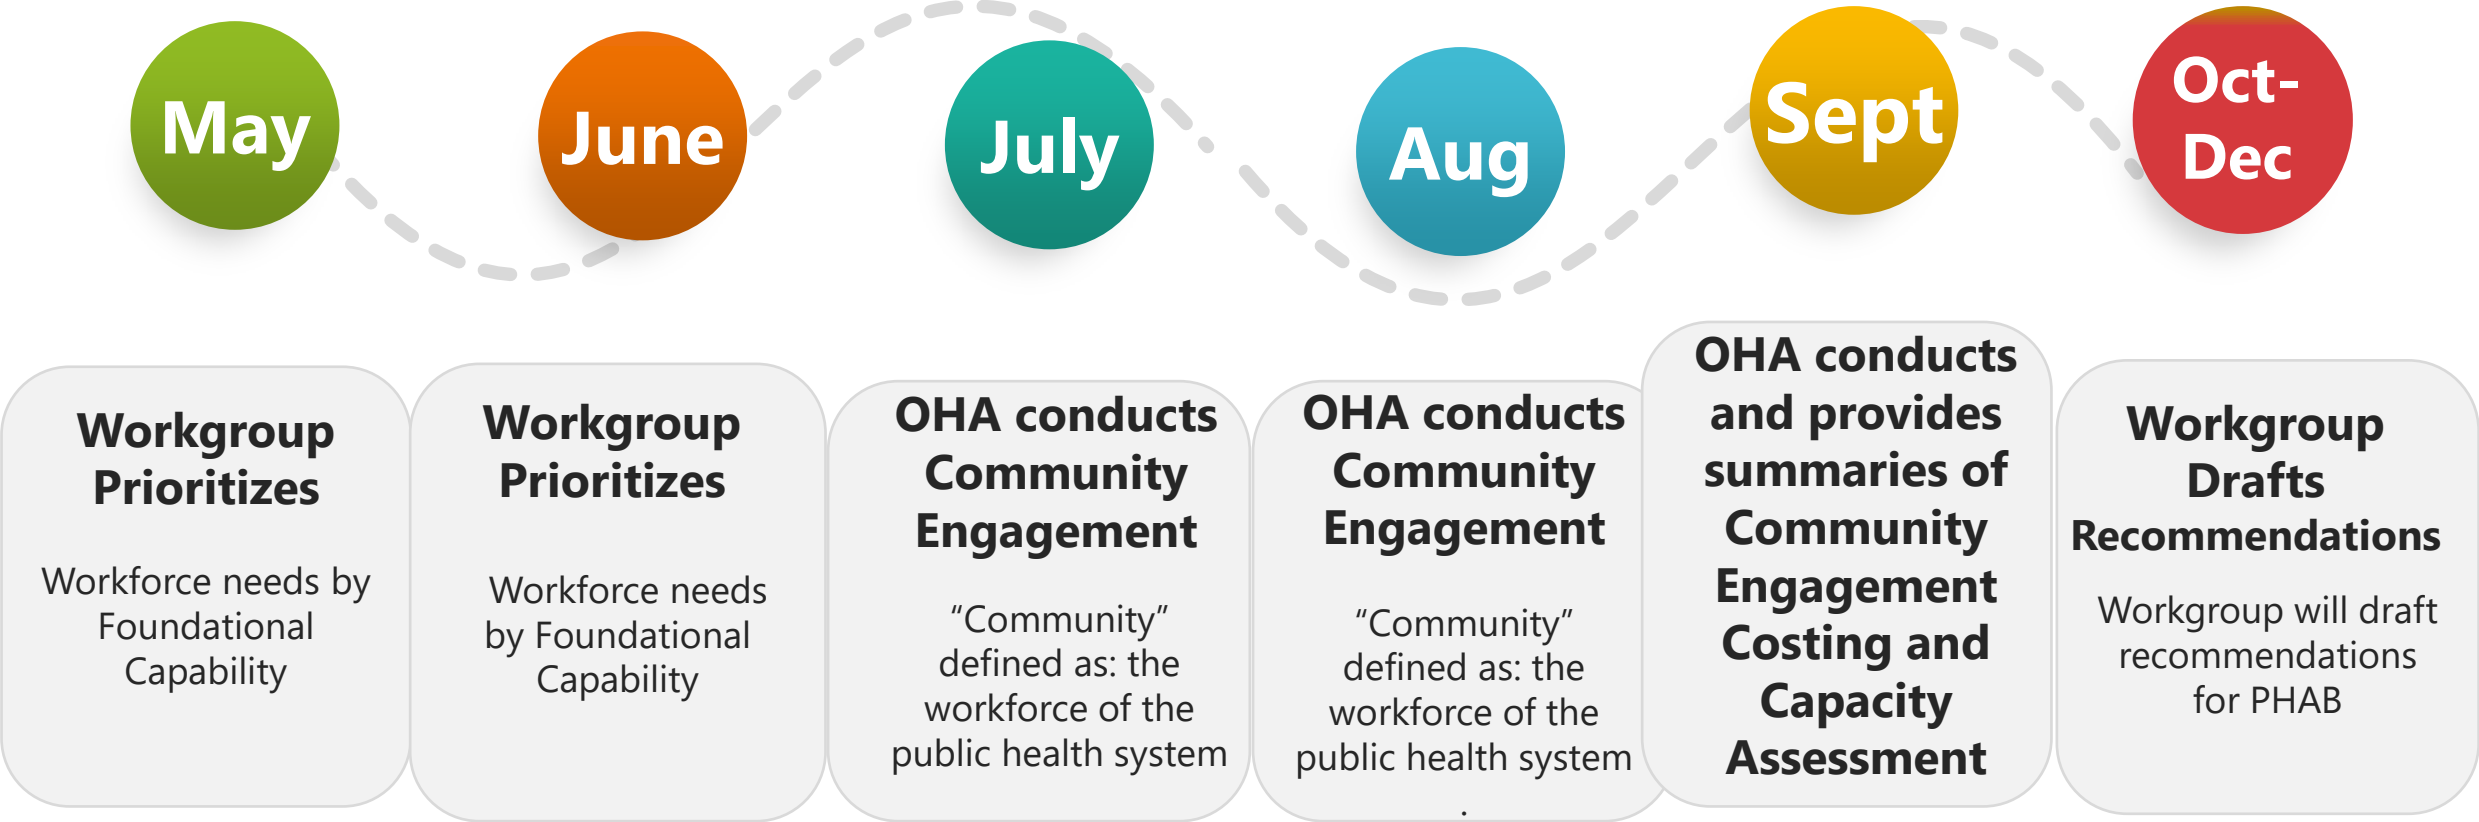 May
June
July
Aug
Sept
Oct-
Dec
Workgroup
Prioritizes
Workforce needs by
Foundational
Capability
Workgroup
Prioritizes
Workforce needs
by Foundational
Capability
OHA conducts
Community
Engagement
“Community”
defined as: the
workforce of the
public health system
OHA conducts
Community
Engagement
“Community”
defined as: the
workforce of the
public health system
.
OHA conducts
and provides
summaries of
Community
Engagement
Costing and
Capacity
Assessment
Workgroup
Drafts
Recommendations
Workgroup will draft
recommendations
for PHAB